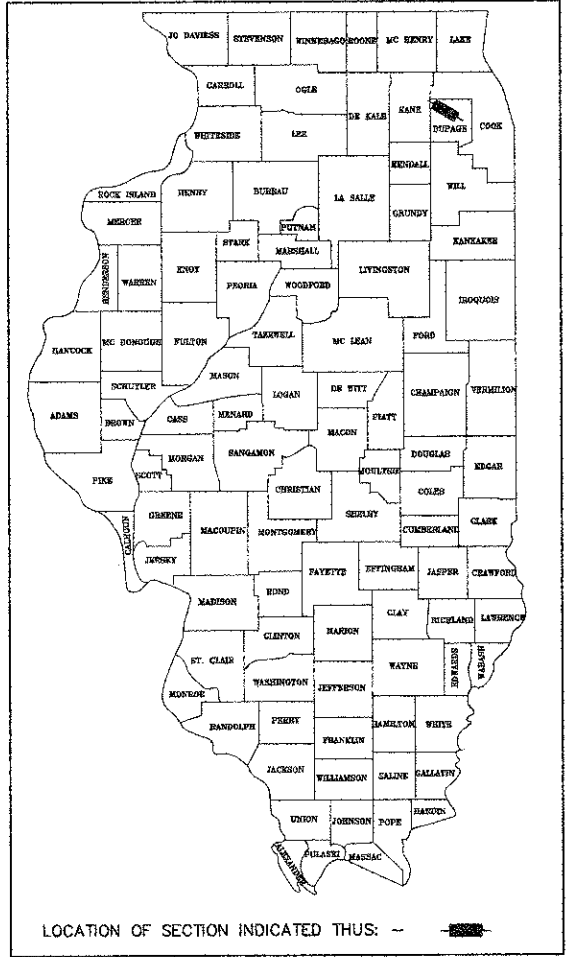 JO DAVIESS STEVENSON WINNEBAGO BOONE MC HENRY LAKE
CARROLL OGLE DE KALB KANE COOK
DUPAGE
WHITESIDE LEE
KENDALL
ROCK ISLAND HENRY BUREAU LA SALLE WILL
MERCER PUTNAM GRUNDY
STARK MARSHALL KANKAKEE
HENDERSON WARREN KNOX LIVINGSTON
PEORIA WOODFORD IROQUOIS
HANCOCK MC DONOUGH FULTON TAZEWELL MC LEAN FORD
MASON
SCHUYLER LOGAN DE WITT CHAMPAIGN VERMILION
ADAMS BROWN CASS MENARD PIATT
MACON
MORGAN SANGAMON DOUGLAS
PIKE SCOTT MOULTRIE EDGAR
CHRISTIAN COLES
GREENE SHELBY
CALHOUN MACOUPIN MONTGOMERY CUMBERLAND CLARK
JERSEY FAYETTE EFFINGHAM JASPER CRAWFORD
MADISON BOND
CLAY RICHLAND LAWRENCE
CLINTON MARION
ST. CLAIR WAYNE EDWARDS WABASH
WASHINGTON JEFFNESON
MONROE
RANDOLPH PERRY HAMILTON WHITE
FRANKLIN
JACKSON WILLIAMSON SALINE GALLATIN
UNION JOHNSON POPE HARDIN
ALEXANDER PULASKI MASSAC
LOCATION OF SECTION INDICATED THUS: –